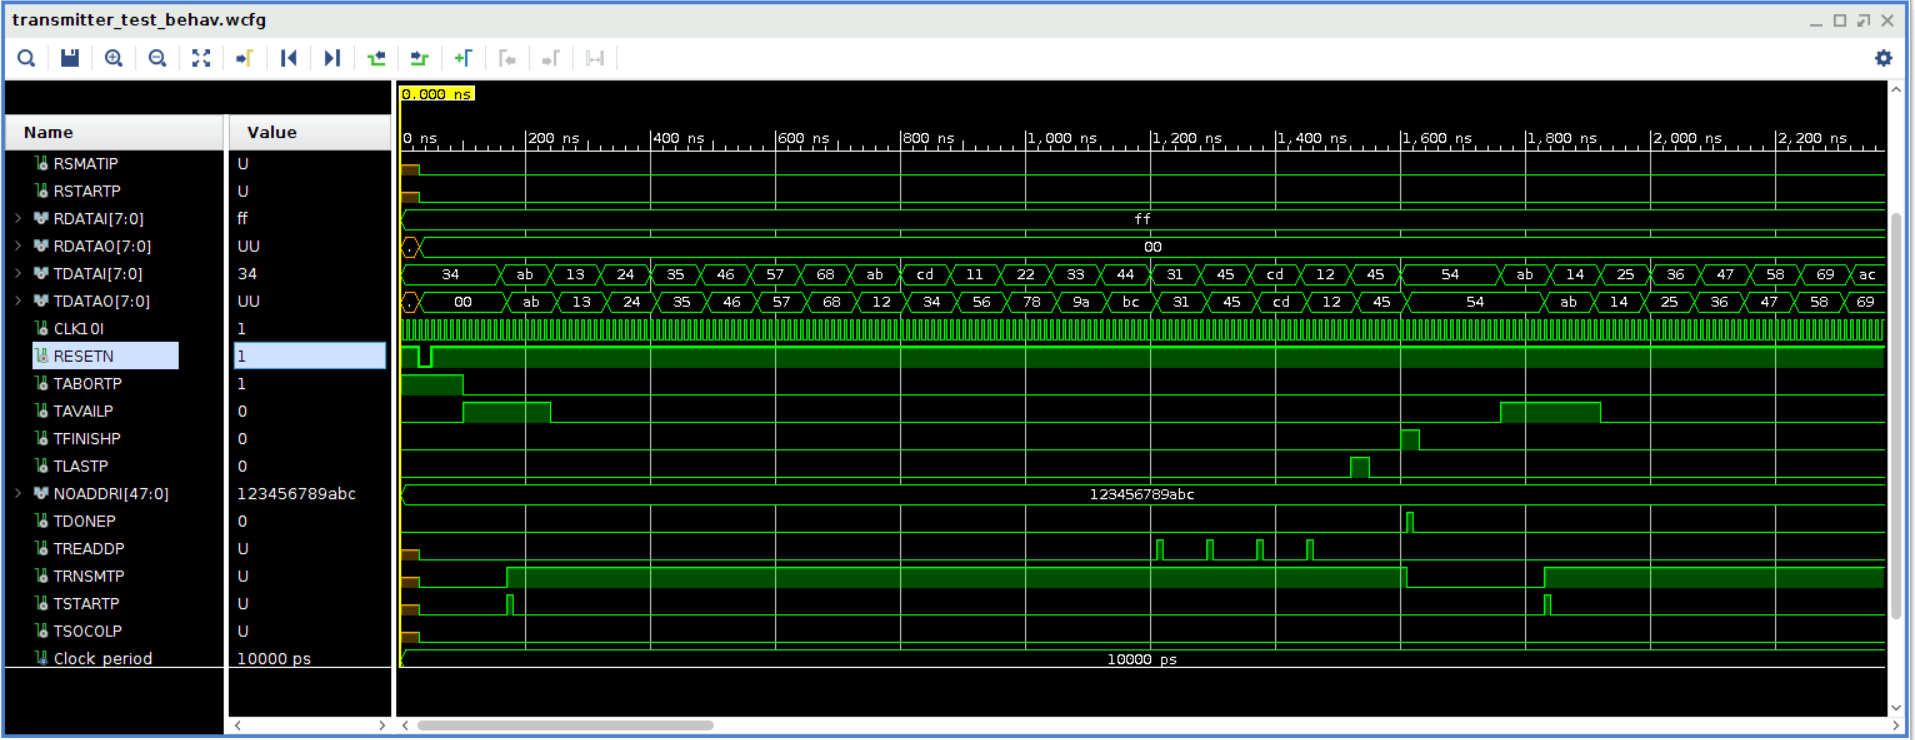 transmitter_test_behav.wcfg
0.000 ns
Name Value
0 ns 200 ns 400 ns 600 ns 800 ns 1,000 ns 1,200 ns 1,400 ns 1,600 ns 1,800 ns 2,000 ns 2,200 ns
RSMATIP U
RSTARTP U
RDATAI[7:0] ff ff
RDATAO[7:0] UU . 00
TDATAI[7:0] 34 34 ab 13 24 35 46 57 68 ab cd 11 22 33 44 31 45 cd 12 45 54 ab 14 25 36 47 58 69 ac
TDATAO[7:0] UU . 00 ab 13 24 35 46 57 68 12 34 56 78 9a bc 31 45 cd 12 45 54 ab 14 25 36 47 58 69
CLK10I 1
RESETN 1
TABORTP 1
TAVAILP 0
TFINISHP 0
TLASTP 0
NOADDRI[47:0] 123456789abc 123456789abc
TDONEP 0
TREADDP U
TRNSMTP U
TSTARTP U
TSOCOLP U
Clock_period 10000 ps 10000 ps